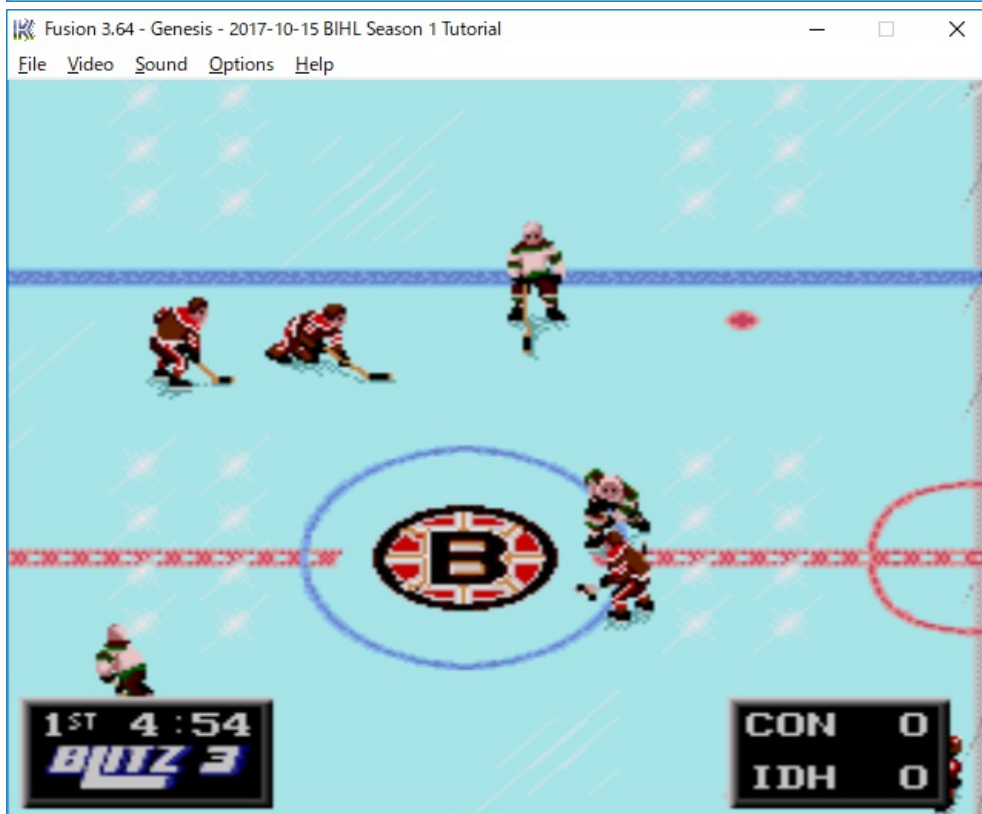 Fusion 3.64 - Genesis - 2017-10-15 BIHL Season 1 Tutorial
File Video Sound Options Help
B
1ST 4:54
BLITZ 3
CON 0
IDH 0